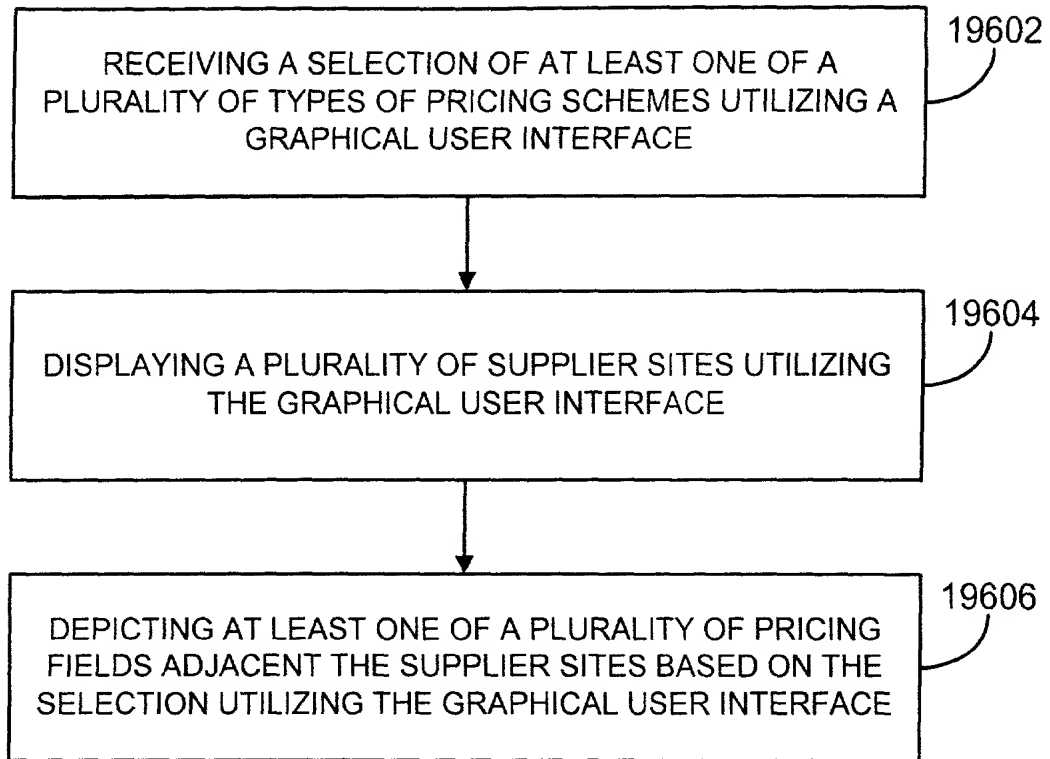 19602
RECEIVING A SELECTION OF AT LEAST ONE OF A
PLURALITY OF TYPES OF PRICING SCHEMES UTILIZING A
GRAPHICAL USER INTERFACE
19604
DISPLAYING A PLURALITY OF SUPPLIER SITES UTILIZING
THE GRAPHICAL USER INTERFACE
19606
DEPICTING AT LEAST ONE OF A PLURALITY OF PRICING
FIELDS ADJACENT THE SUPPLIER SITES BASED ON THE
SELECTION UTILIZING THE GRAPHICAL USER INTERFACE